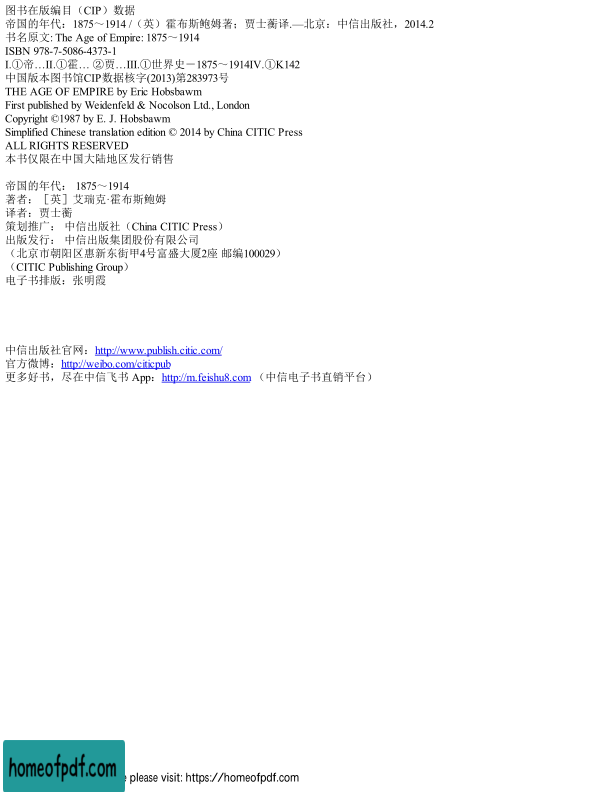 图书在版编目（CIP）数据
帝国的年代：1875～1914 /（英）霍布斯鲍姆著；贾士蘅译.—北京：中信出版社，2014.2
书名原文: The Age of Empire: 1875～1914
ISBN 978-7-5086-4373-1
I.①帝…II.①霍… ②贾…III.①世界史－1875～1914IV.①K142
中国版本图书馆CIP数据核字(2013)第283973号
THE AGE OF EMPIRE by Eric Hobsbawm
First published by Weidenfeld & Nocolson Ltd., London
Copyright ©1987 by E. J. Hobsbawm
Simplified Chinese translation edition © 2014 by China CITIC Press
ALL RIGHTS RESERVED
本书仅限在中国大陆地区发行销售
帝国的年代： 1875～1914
著者：［英］艾瑞克·霍布斯鲍姆
译者：贾士蘅
策划推广： 中信出版社（China CITIC Press）
出版发行： 中信出版集团股份有限公司
（北京市朝阳区惠新东街甲4号富盛大厦2座 邮编100029）
（CITIC Publishing Group）
电子书排版：张明霞
中信出版社官网：http://www.publish.citic.com/
官方微博：http://weibo.com/citicpub
更多好书，尽在中信飞书 App：http://m.feishu8.com （中信电子书直销平台）
homeofpdf.com
please visit: https://homeofpdf.com